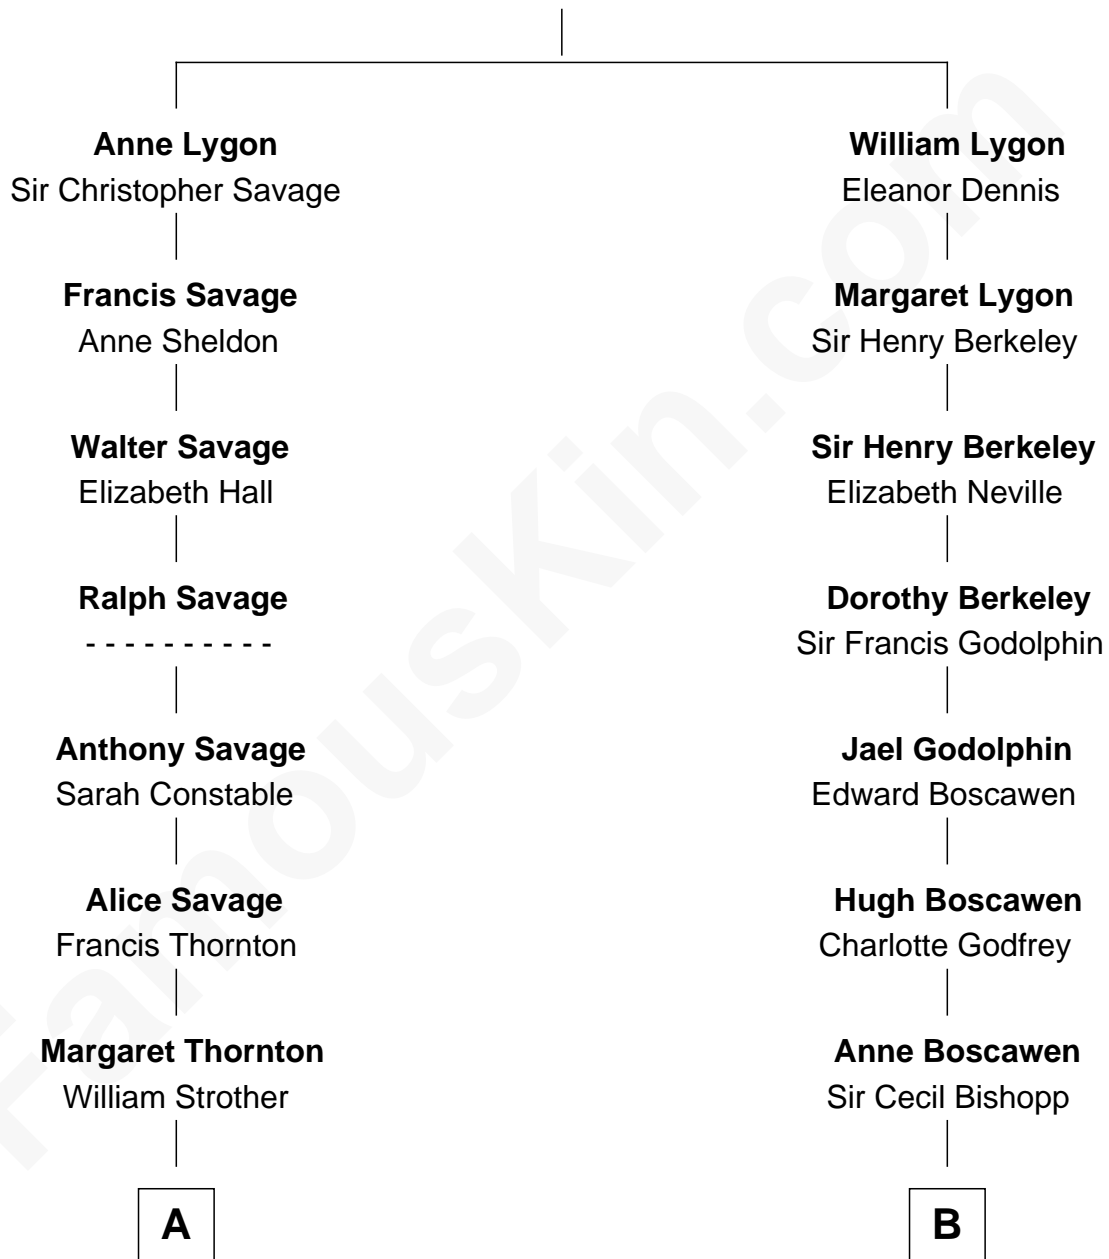 Anne Lygon
Sir Christopher Savage
Francis Savage
Anne Sheldon
Walter Savage
Elizabeth Hall
Ralph Savage
- - - - - - - - - -
Anthony Savage
Sarah Constable
Alice Savage
Francis Thornton
Margaret Thornton
William Strother
A
William Lygon
Eleanor Dennis
Margaret Lygon
Sir Henry Berkeley
Sir Henry Berkeley
Elizabeth Neville
Dorothy Berkeley
Sir Francis Godolphin
Jael Godolphin
Edward Boscawen
Hugh Boscawen
Charlotte Godfrey
Anne Boscawen
Sir Cecil Bishopp
B
FamousKin.com